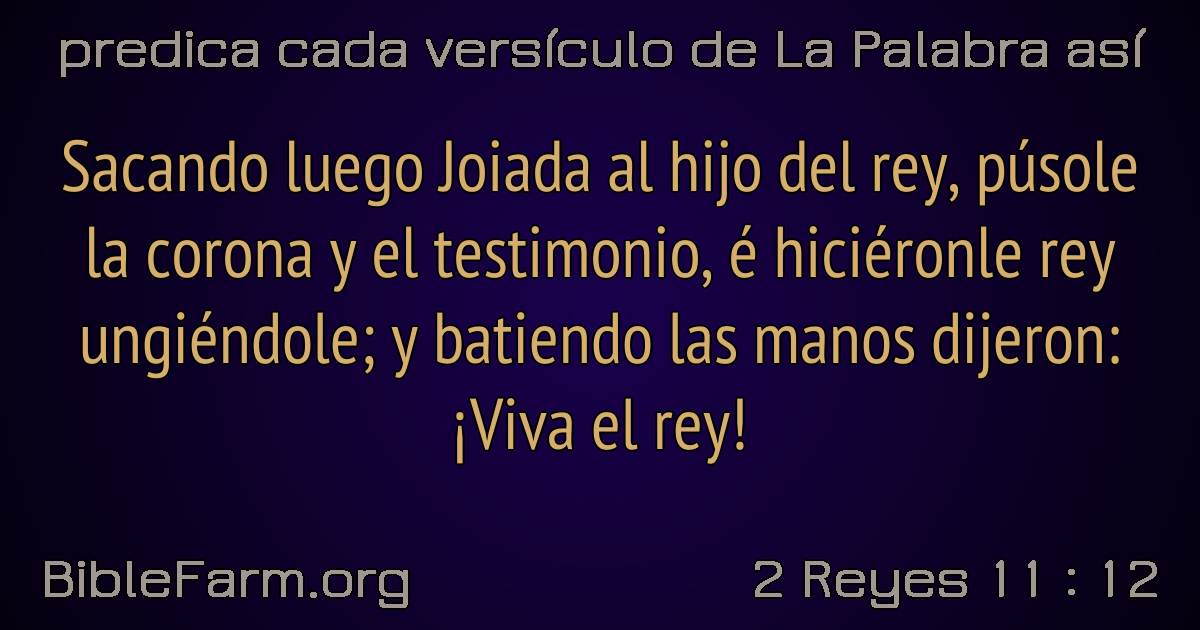 predica cada versículo de La Palabra así
Sacando luego Joiada al hijo del rey, púsole
la corona y el testimonio, é hiciéronle rey
ungiéndole; y batiendo las manos dijeron:
¡Viva el rey!
BibleFarm.org
2 Reyes 11 : 12